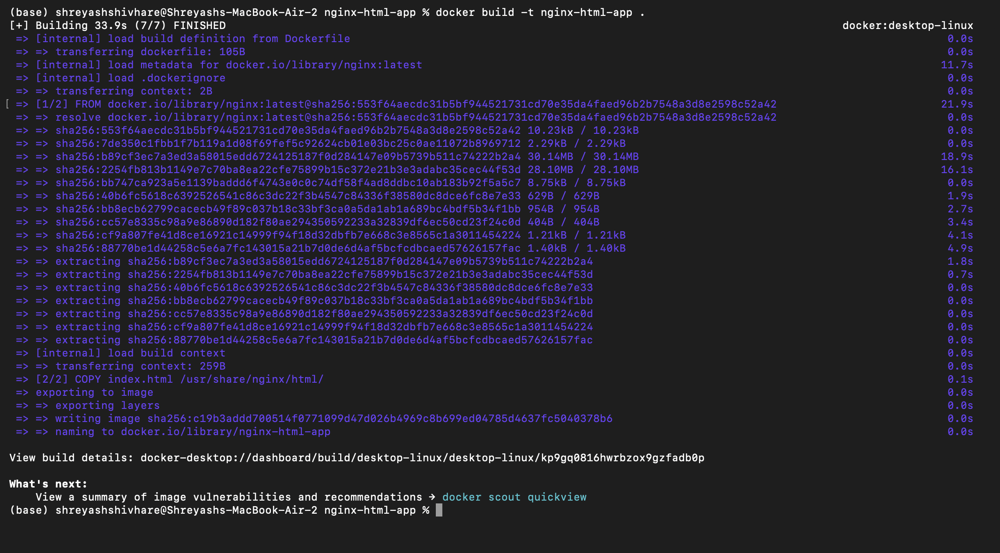 (base) shreyashshivhare@Shreyashs-MacBook-Air-2 nginx-html-app % docker build -t nginx-html-app .
[+] Building 33.9s (7/7) FINISHED docker:desktop-linux
=> [internal] load build definition from Dockerfile 0.0s
=> => transferring dockerfile: 105B 0.0s
=> [internal] load metadata for docker.io/library/nginx:latest 11.7s
=> [internal] load .dockerignore 0.0s
=> => transferring context: 2B 0.0s
[ => [1/2] FROM docker.io/library/nginx:latest@sha256:553f64aecdc31b5bf944521731cd70e35da4faed96b2b7548a3d8e2598c52a42 21.9s
=> => resolve docker.io/library/nginx:latest@sha256:553f64aecdc31b5bf944521731cd70e35da4faed96b2b7548a3d8e2598c52a42 0.0s
=> => sha256:553f64aecdc31b5bf944521731cd70e35da4faed96b2b7548a3d8e2598c52a42 10.23kB / 10.23kB 0.0s
=> => sha256:7de350c1fbb1f7b119a1d08f69fef5c92624cb01e03bc25c0ae11072b8969712 2.29kB / 2.29kB 0.0s
=> => sha256:b89cf3ec7a3ed3a58015edd6724125187f0d284147e09b5739b511c74222b2a4 30.14MB / 30.14MB 18.9s
=> => sha256:2254fb813b1149e7c70ba8ea22cfe75899b15c372e21b3e3adabc35cec44f53d 28.10MB / 28.10MB 16.1s
=> => sha256:bb747ca923a5e1139baddd6f4743e0c0c74df58f4ad8ddbc10ab183b92f5a5c7 8.75kB / 8.75kB 0.0s
=> => sha256:40b6fc5618c6392526541c86c3dc22f3b4547c84336f38580dc8dce6fc8e7e33 629B / 629B 1.9s
=> => sha256:bb8ecb62799cacecb49f89c037b18c33bf3ca0a5da1ab1a689bc4bdf5b34f1bb 954B / 954B 2.7s
=> => sha256:cc57e8335c98a9e86890d182f80ae294350592233a32839df6ec50cd23f24c0d 404B / 404B 3.4s
=> => sha256:cf9a807fe41d8ce16921c14999f94f18d32dbfb7e668c3e8565c1a3011454224 1.21kB / 1.21kB 4.1s
=> => sha256:88770be1d44258c5e6a7fc143015a21b7d0de6d4af5bcfcdbcaed57626157fac 1.40kB / 1.40kB 4.9s
=> => extracting sha256:b89cf3ec7a3ed3a58015edd6724125187f0d284147e09b5739b511c74222b2a4 1.8s
=> => extracting sha256:2254fb813b1149e7c70ba8ea22cfe75899b15c372e21b3e3adabc35cec44f53d 0.7s
=> => extracting sha256:40b6fc5618c6392526541c86c3dc22f3b4547c84336f38580dc8dce6fc8e7e33 0.0s
=> => extracting sha256:bb8ecb62799cacecb49f89c037b18c33bf3ca0a5da1ab1a689bc4bdf5b34f1bb 0.0s
=> => extracting sha256:cc57e8335c98a9e86890d182f80ae294350592233a32839df6ec50cd23f24c0d 0.0s
=> => extracting sha256:cf9a807fe41d8ce16921c14999f94f18d32dbfb7e668c3e8565c1a3011454224 0.0s
=> => extracting sha256:88770be1d44258c5e6a7fc143015a21b7d0de6d4af5bcfcdbcaed57626157fac 0.0s
=> [internal] load build context 0.0s
=> => transferring context: 259B 0.0s
=> [2/2] COPY index.html /usr/share/nginx/html/ 0.1s
=> exporting to image 0.0s
=> => exporting layers 0.0s
=> => writing image sha256:c19b3addd700514f0771099d47d026b4969c8b699ed04785d4637fc5040378b6 0.0s
=> => naming to docker.io/library/nginx-html-app 0.0s
View build details: docker-desktop://dashboard/build/desktop-linux/desktop-linux/kp9gq0816hwrbzox9gzfadb0p
What's next:
View a summary of image vulnerabilities and recommendations → docker scout quickview
(base) shreyashshivhare@Shreyashs-MacBook-Air-2 nginx-html-app %